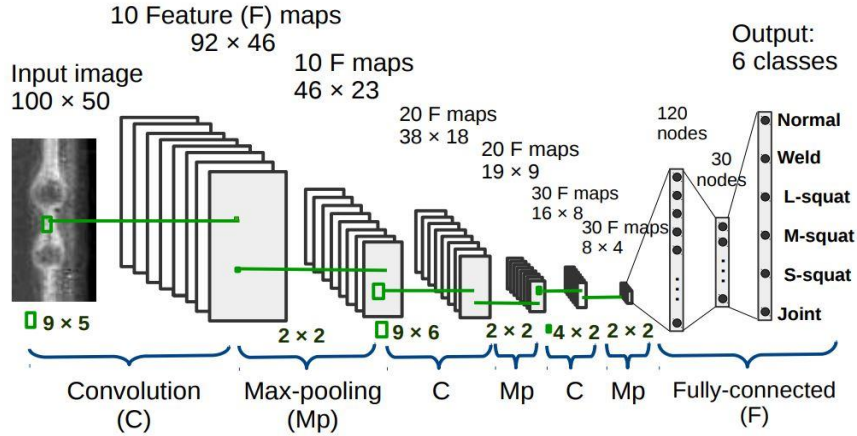 10 Feature (F) maps
92 × 46
Input image
100 × 50
10 F maps
46 × 23
20 F maps
38 × 18
20 F maps
19 × 9
30 F maps
16 × 8
30 F maps
8 × 4
120
nodes
30
nodes
Output:
6 classes
Normal
Weld
L-squat
M-squat
S-squat
Joint
9 × 5
2 × 2
9 × 6
2 × 2
4 × 2
2 × 2
Convolution
(C)
Max-pooling
(Mp)
C
Mp
C
Mp
Fully-connected
(F)